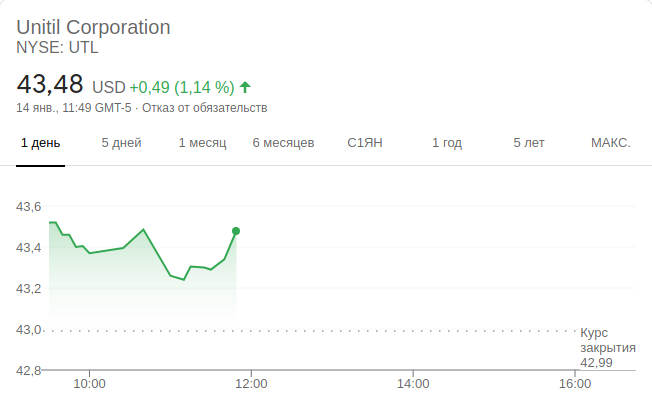 Unitil Corporation
NYSE: UTL
43,48 USD +0,49 (1,14 %)
14 янв., 11:49 GMT-5 · Отказ от обязательств
1 день 5 дней 1 месяц 6 месяцев С1ЯН 1 год 5 лет МАКС.
43,6
43,4
43,2
43,0
Курс
закрытия
42,99
42,8
10:00 12:00 14:00 16:00